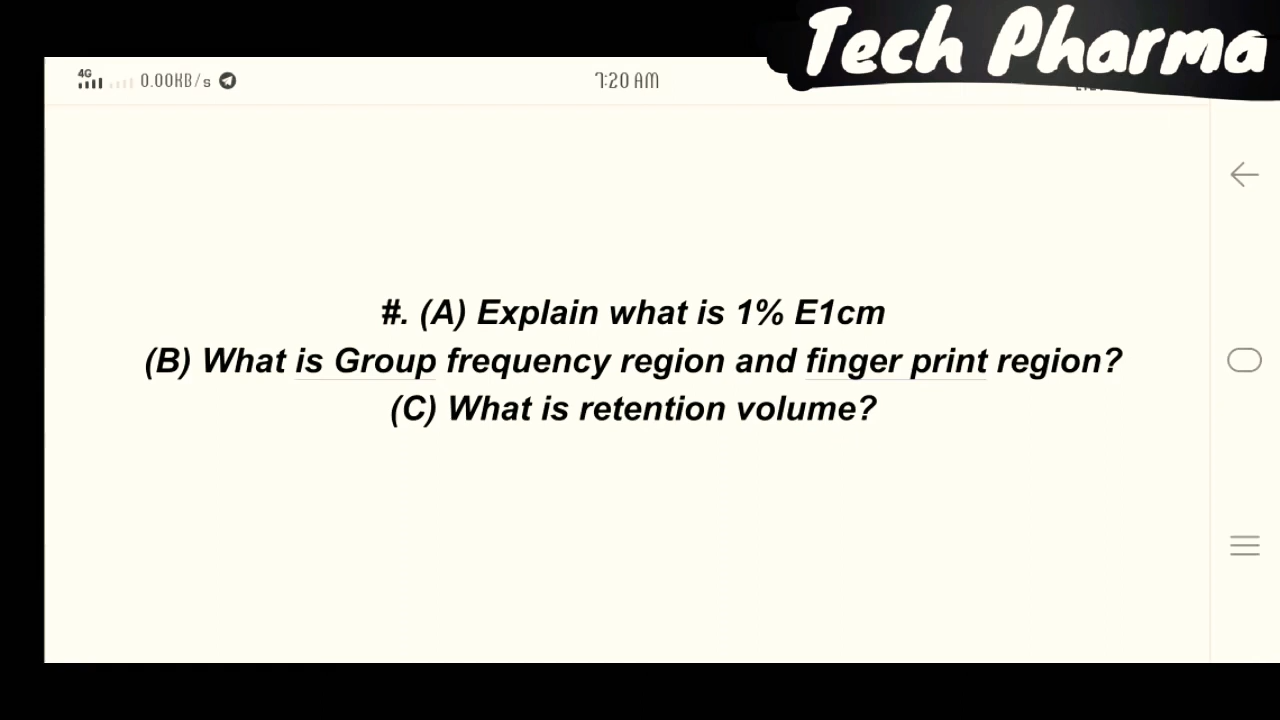 Tech Pharma
4G 0.00KB/s 7:20 AM
#. (A) Explain what is 1% E1cm
(B) What is Group frequency region and finger print region?
(C) What is retention volume?